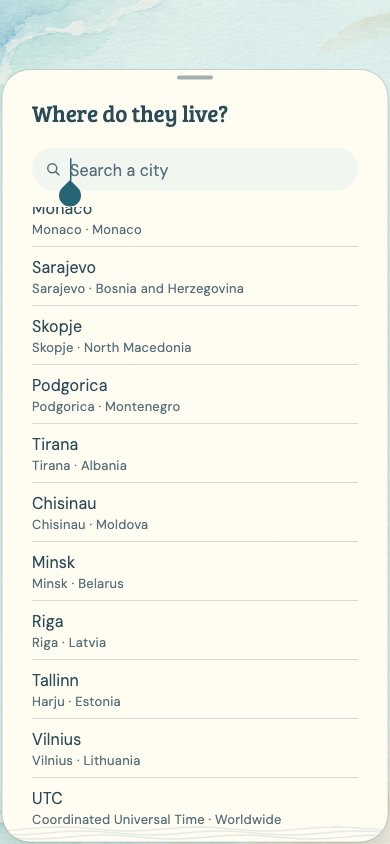 Where do they live?
Search a city
Monaco
Monaco · Monaco
Sarajevo
Sarajevo · Bosnia and Herzegovina
Skopje
Skopje · North Macedonia
Podgorica
Podgorica · Montenegro
Tirana
Tirana · Albania
Chisinau
Chisinau · Moldova
Minsk
Minsk · Belarus
Riga
Riga · Latvia
Tallinn
Harju · Estonia
Vilnius
Vilnius · Lithuania
UTC
Coordinated Universal Time · Worldwide